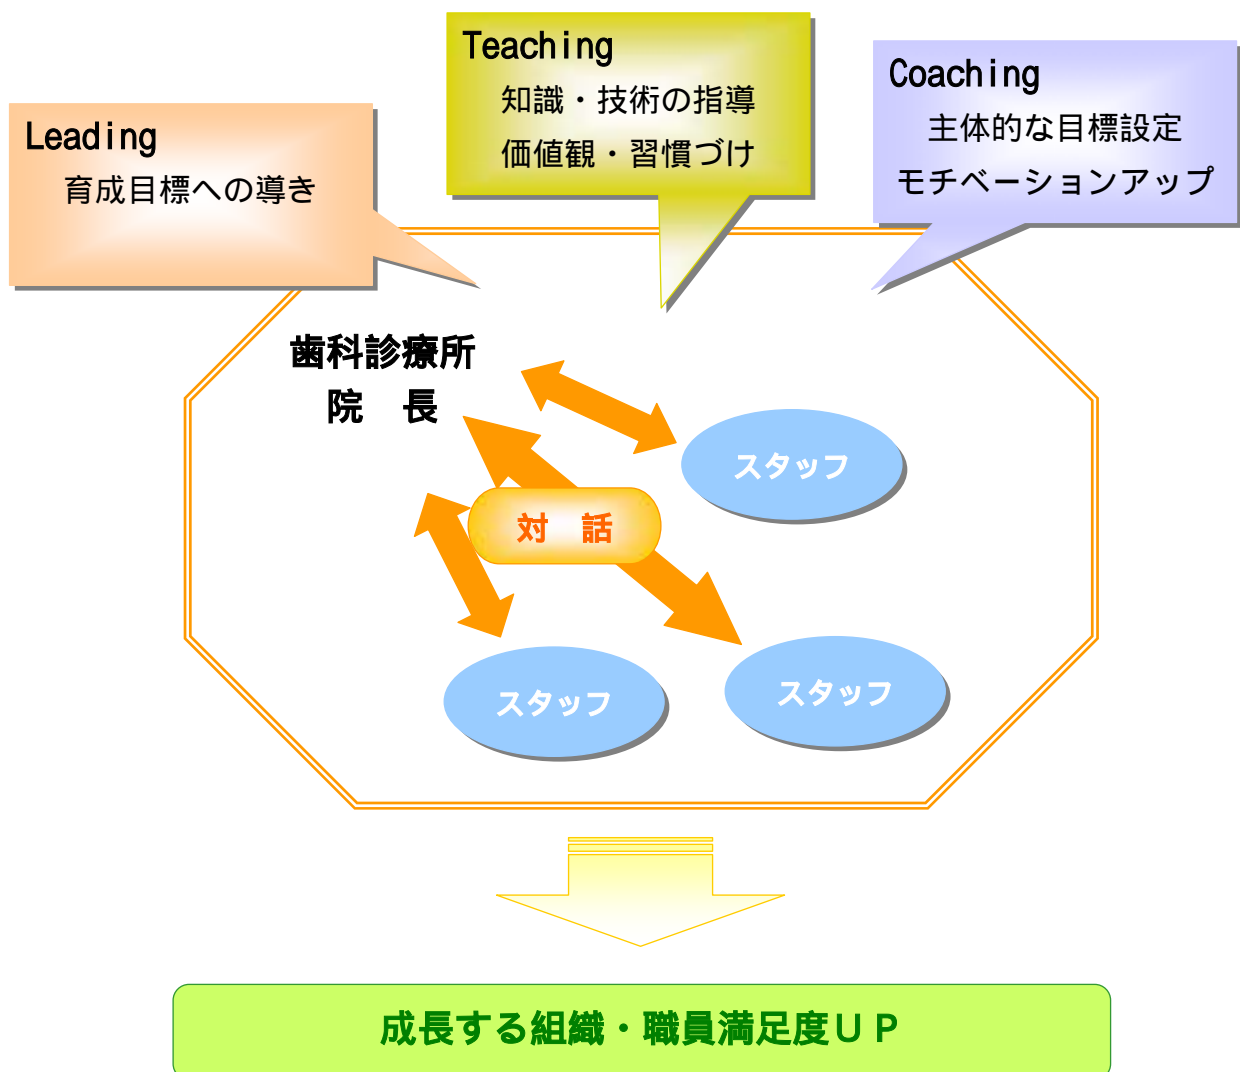 Leading
育成目標への導き
Teaching
知識・技術の指導
価値観・習慣づけ
Coaching
主体的な目標設定
モチベーションアップ
歯科診療所
院　長
スタッフ
対　話
スタッフ
スタッフ
成長する組織・職員満足度ＵＰ